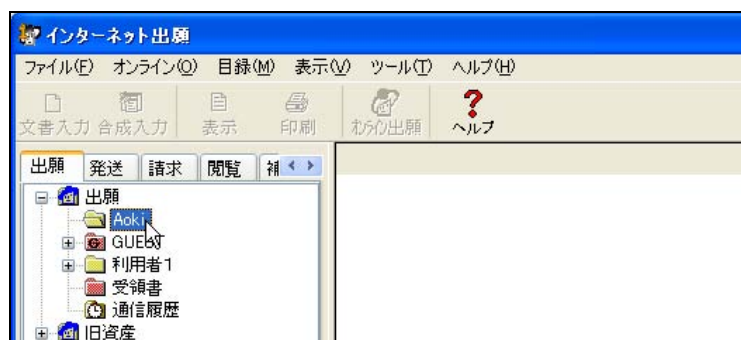 インターネット出願
ファイル(F) オンライン(O) 目録(M) 表示(V) ツール(T) ヘルプ(H)
文書入力 合成入力 表示 印刷 オンライン出願 ヘルプ
出願 発送 請求 閲覧 補
出願
Aoki
GUEST
利用者1
受領書
通信履歴
旧資産